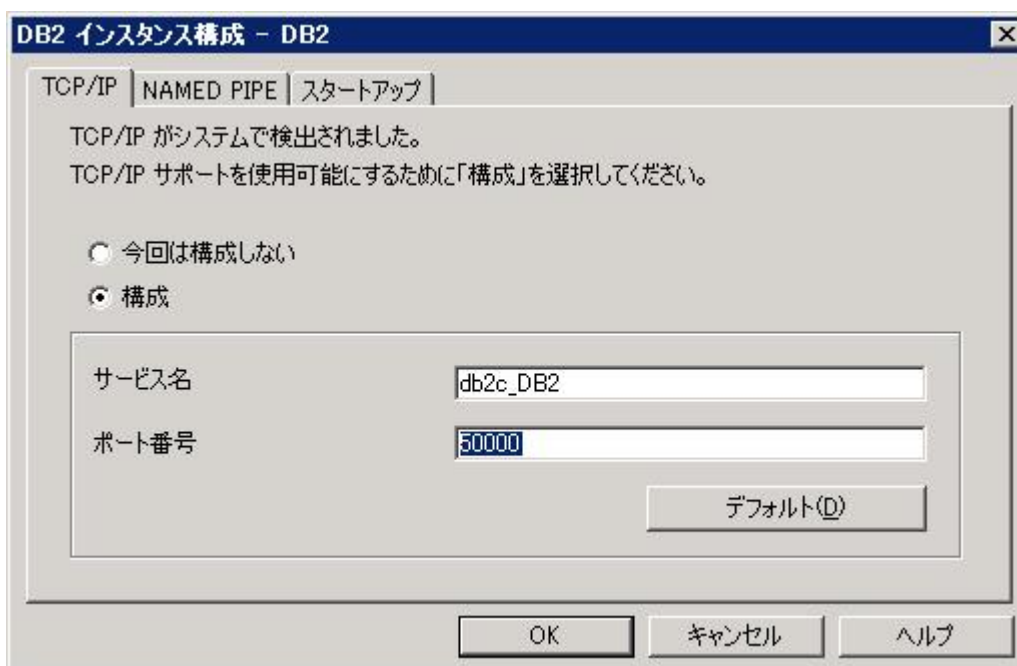 DB2 インスタンス構成 - DB2
TCP/IP
NAMED PIPE
スタートアップ
TCP/IP がシステムで検出されました。
TCP/IP サポートを使用可能にするために「構成」を選択してください。
今回は構成しない
構成
サービス名
db2c_DB2
ポート番号
50000
デフォルト(D)
OK
キャンセル
ヘルプ